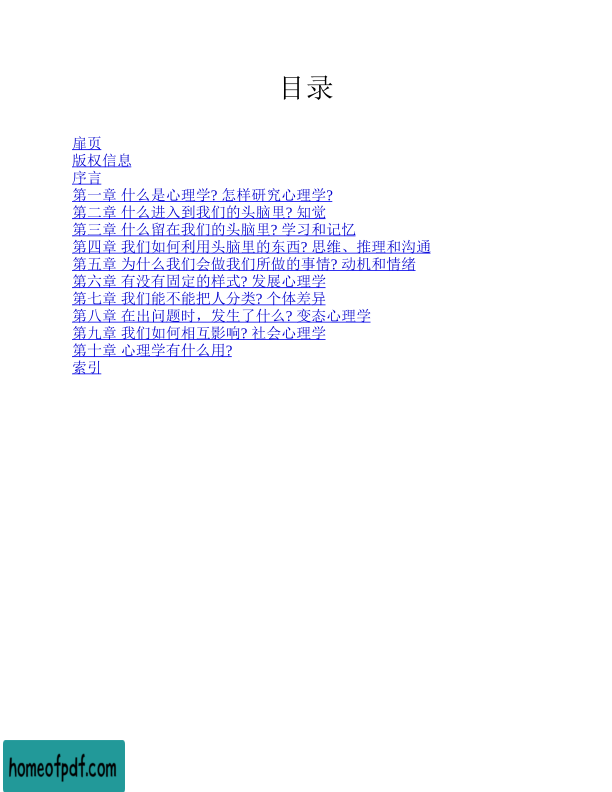 目录
扉页
版权信息
序言
第一章 什么是心理学? 怎样研究心理学?
第二章 什么进入到我们的头脑里? 知觉
第三章 什么留在我们的头脑里? 学习和记忆
第四章 我们如何利用头脑里的东西? 思维、推理和沟通
第五章 为什么我们会做我们所做的事情? 动机和情绪
第六章 有没有固定的样式? 发展心理学
第七章 我们能不能把人分类? 个体差异
第八章 在出问题时，发生了什么? 变态心理学
第九章 我们如何相互影响? 社会心理学
第十章 心理学有什么用?
索引
homeofpdf.com